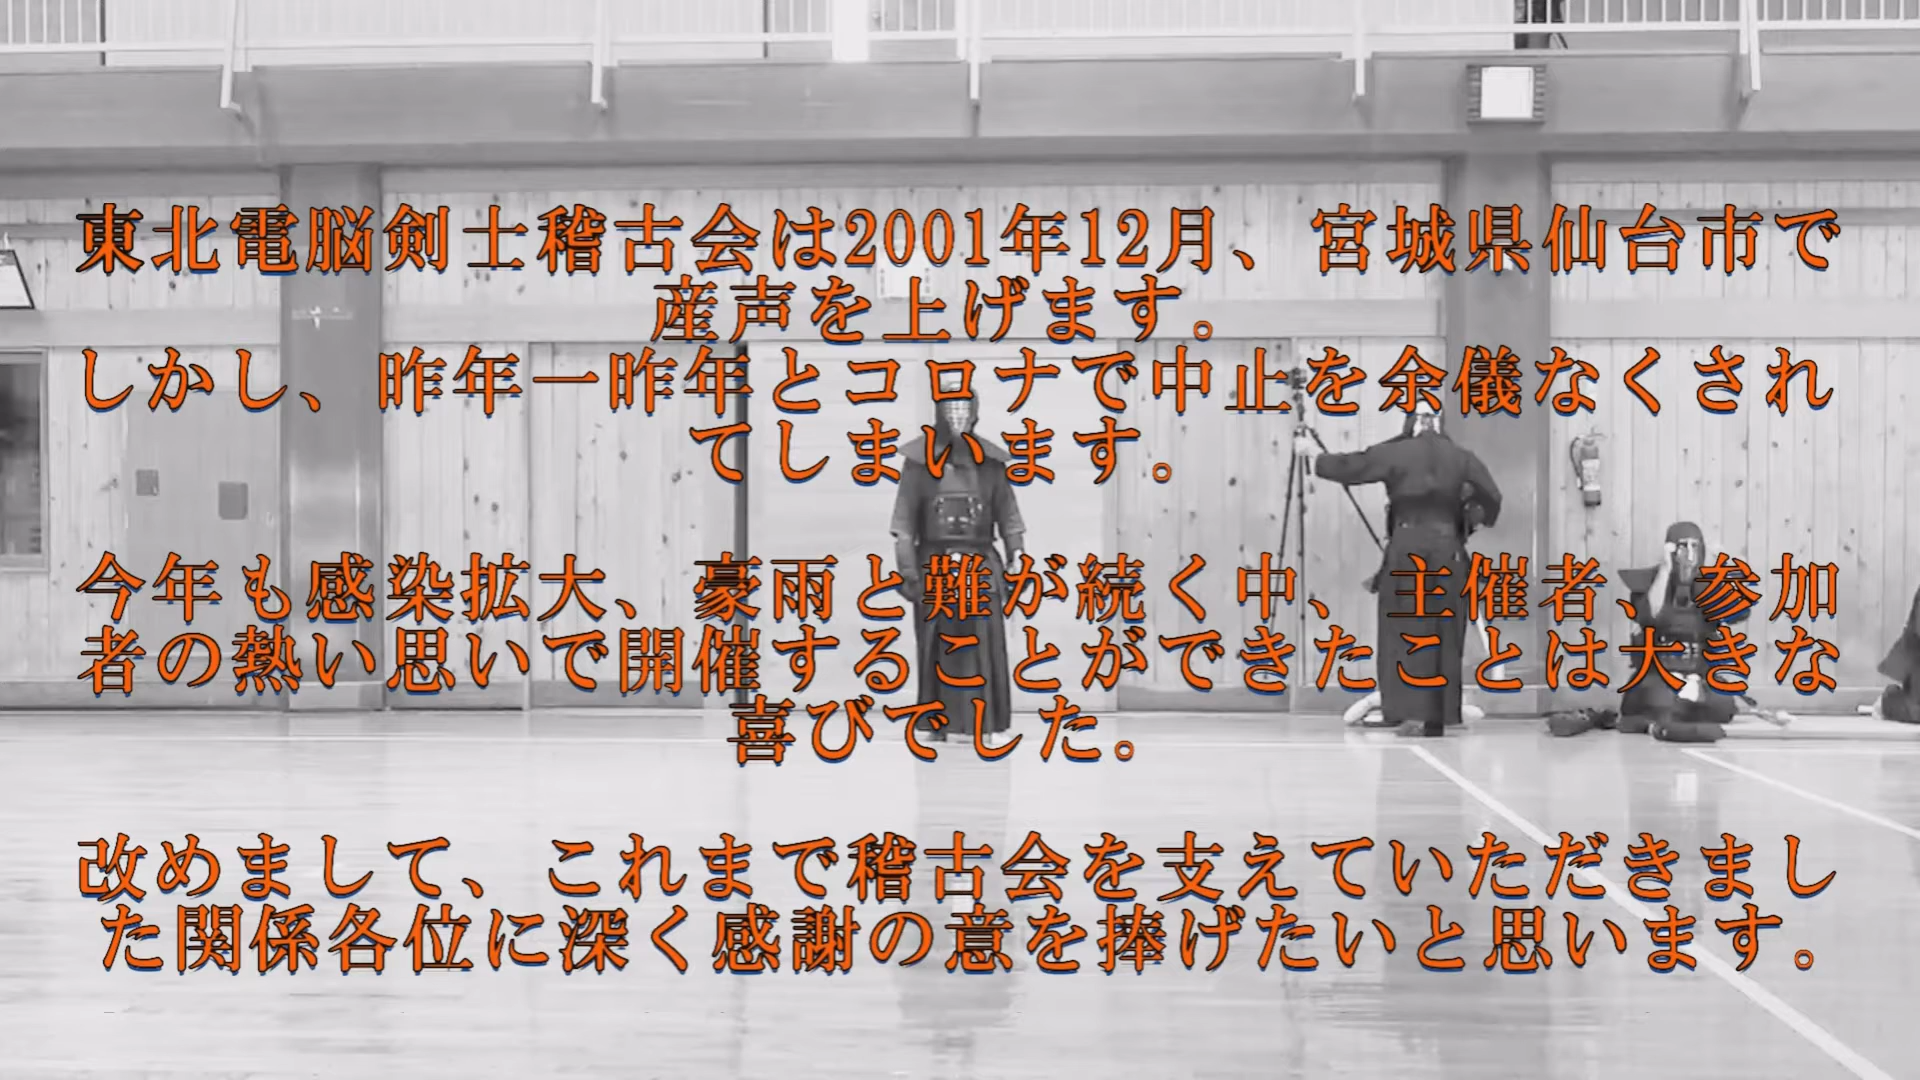 東北電脳剣士稽古会は2001年12月、宮城県仙台市で
産声を上げます。
しかし、昨年一昨年とコロナで中止を余儀なくされ
てしまいます。
今年も感染拡大、豪雨と難が続く中、主催者、参加
者の熱い思いで開催することができたことは大きな
喜びでした。
改めまして、これまで稽古会を支えていただきまし
た関係各位に深く感謝の意を捧げたいと思います。